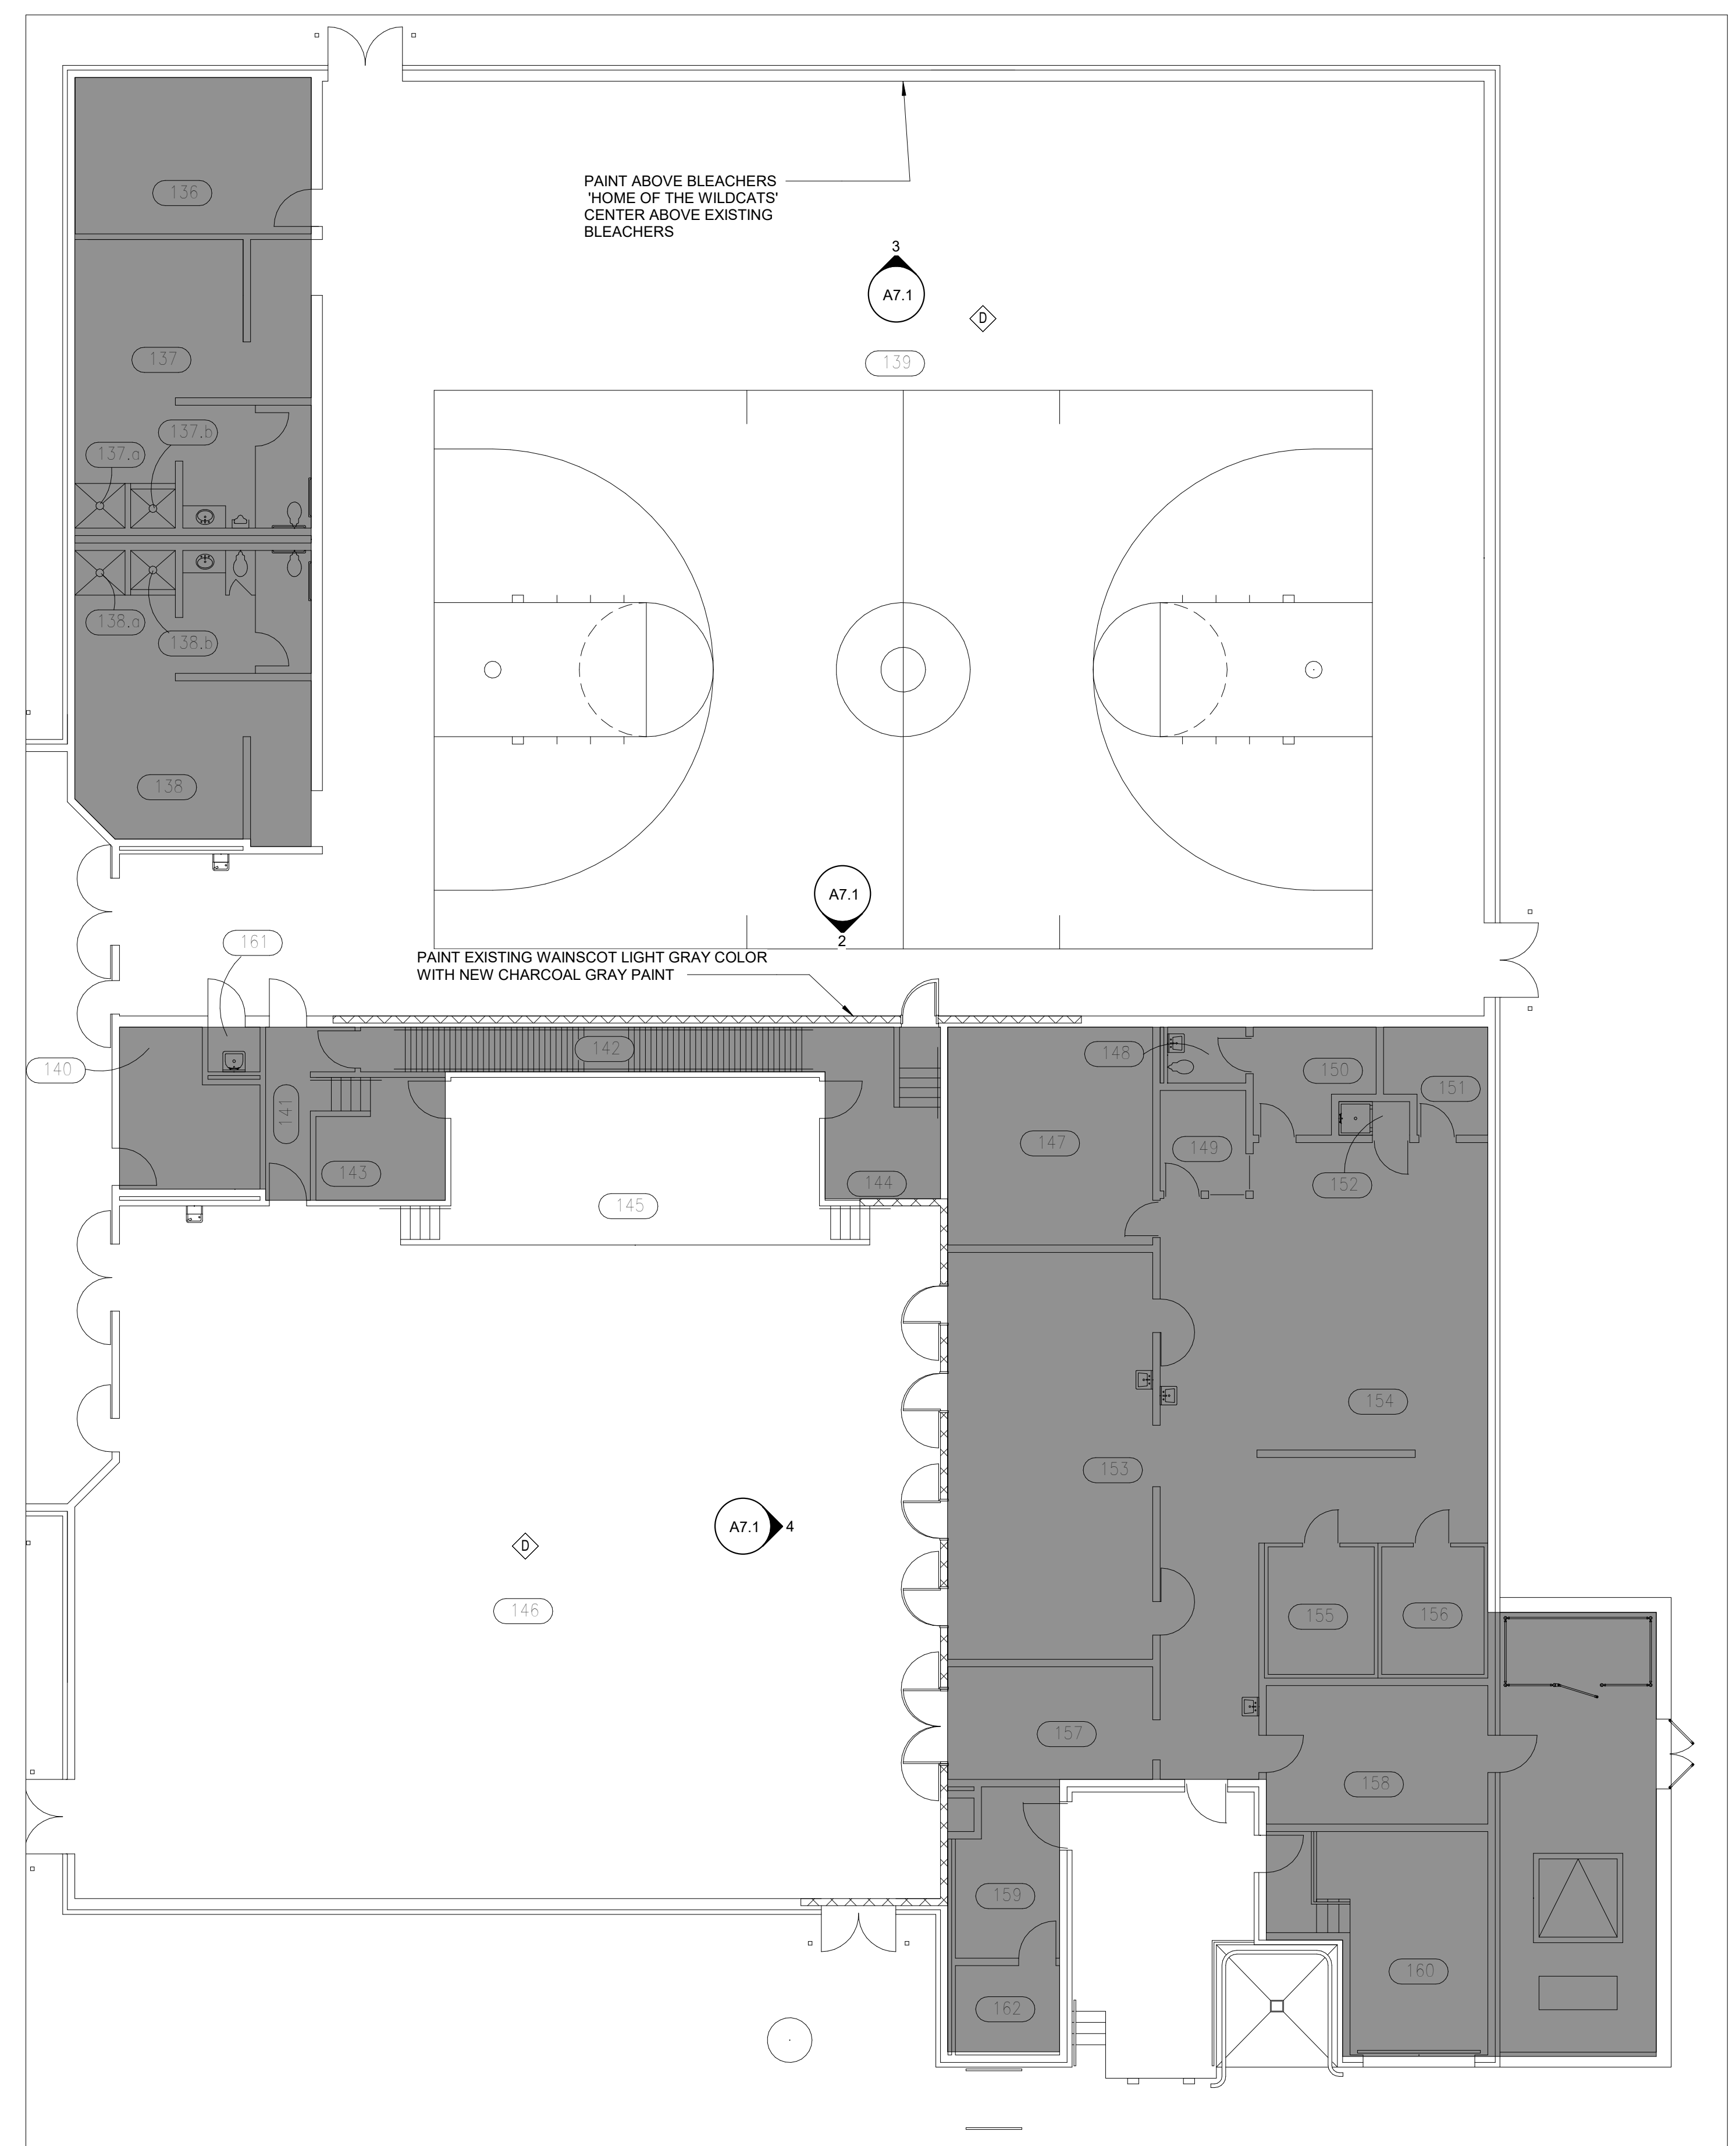 136
PAINT ABOVE BLEACHERS
'HOME OF THE WILDCATS'
CENTER ABOVE EXISTING
BLEACHERS
3
A7.1
D
139
137
137.b
137.a
138.a
138.b
138
A7.1
2
161
PAINT EXISTING WAINSCOT LIGHT GRAY COLOR
WITH NEW CHARCOAL GRAY PAINT
140
142
148
150
151
141
147
149
143
144
152
145
154
153
A7.1
4
D
146
155
156
157
158
159
160
162